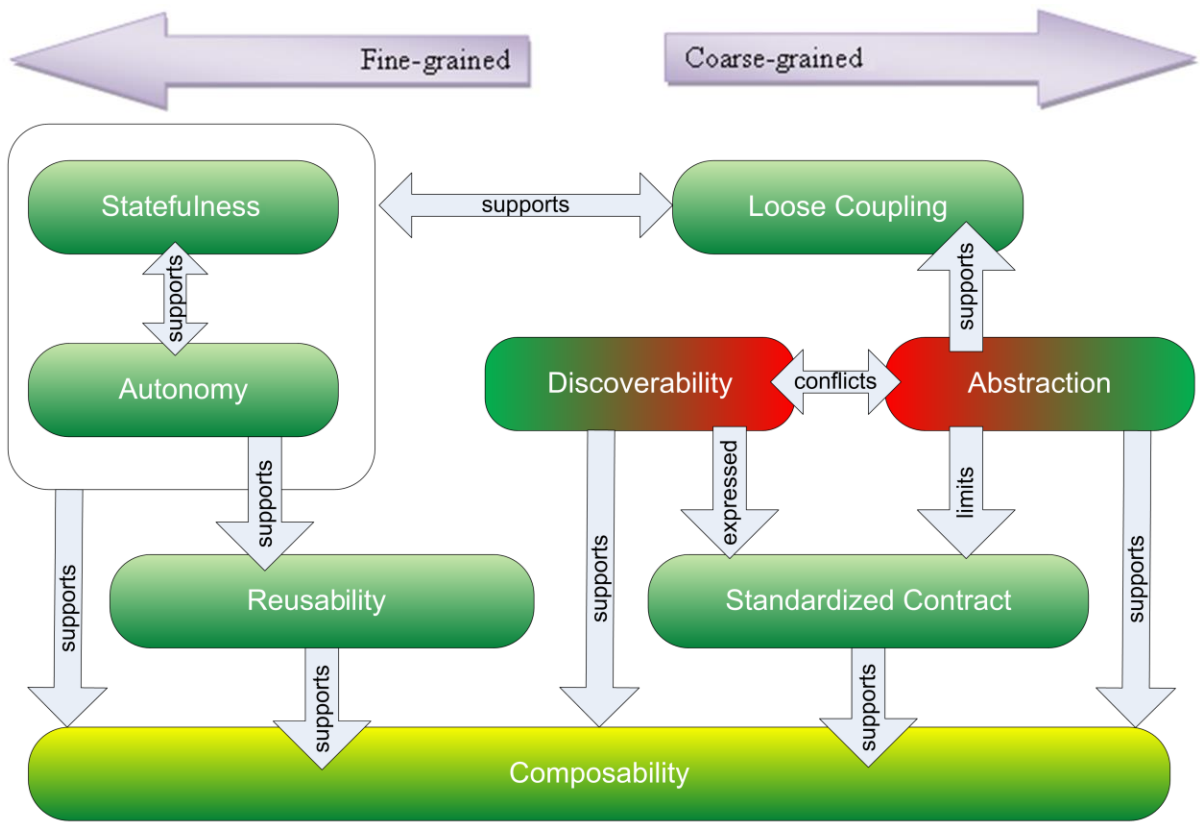 Fine-grained
Coarse-grained
Statefulness
supports
Loose Coupling
supports
supports
Autonomy
Discoverability
conflicts
Abstraction
supports
expressed
limits
supports
supports
supports
Reusability
Standardized Contract
supports
supports
Composability